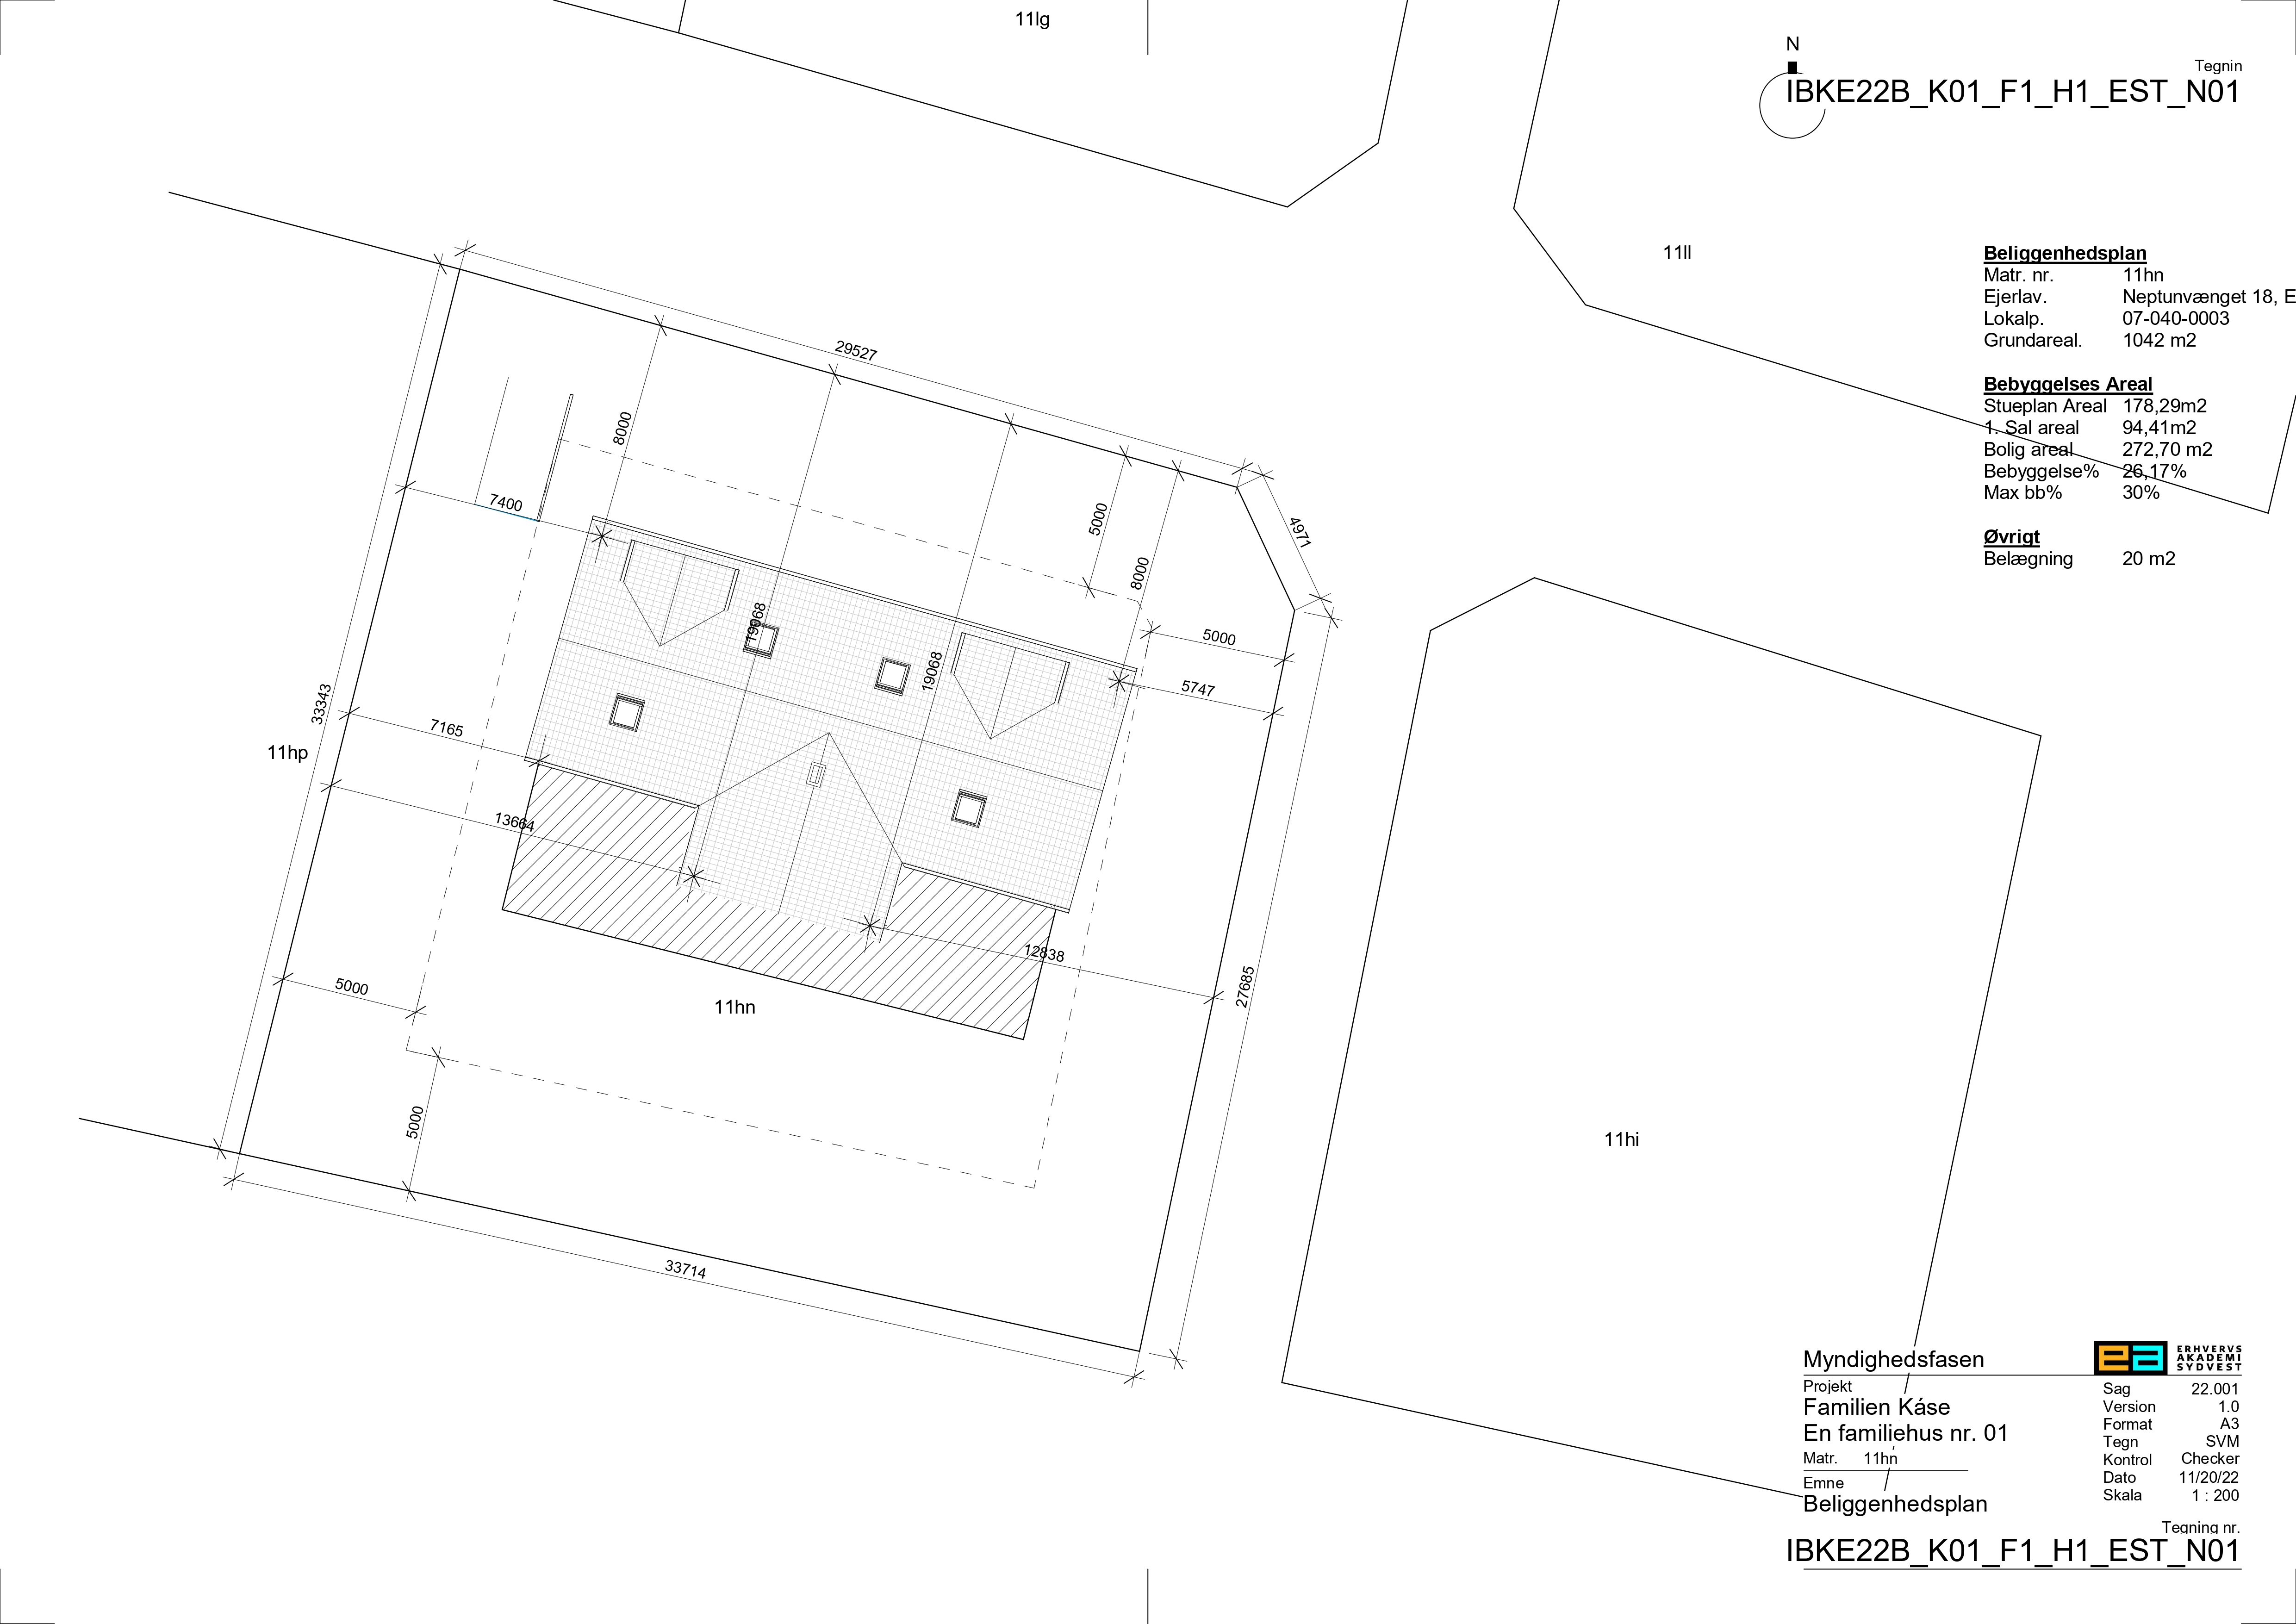 11lg
N
Tegnin
IBKE22B_K01_F1_H1_EST_N01
11ll
Beliggenhedsplan
Matr. nr. 11hn
Ejerlav. Neptunvænget 18, E
Lokalp. 07-040-0003
Grundareal. 1042 m2
Bebyggelses Areal
Stueplan Areal 178,29m2
1. Sal areal 94,41m2
Bolig areal 272,70 m2
Bebyggelse% 26,17%
Max bb% 30%
Øvrigt
Belægning 20 m2
29527
8000
7400
5000
8000
4971
19068
19068
5000
5747
33343
7165
11hp
13664
12838
27685
5000
11hn
5000
33714
11hi
Myndighedsfasen
ERHVERVS
AKADEMI
SYDVEST
Projekt
Familien Káse
En familiehus nr. 01
Matr. 11hn
Emne
Beliggenhedsplan
Sag 22.001
Version 1.0
Format A3
Tegn SVM
Kontrol Checker
Dato 11/20/22
Skala 1 : 200
Tegning nr.
IBKE22B_K01_F1_H1_EST_N01